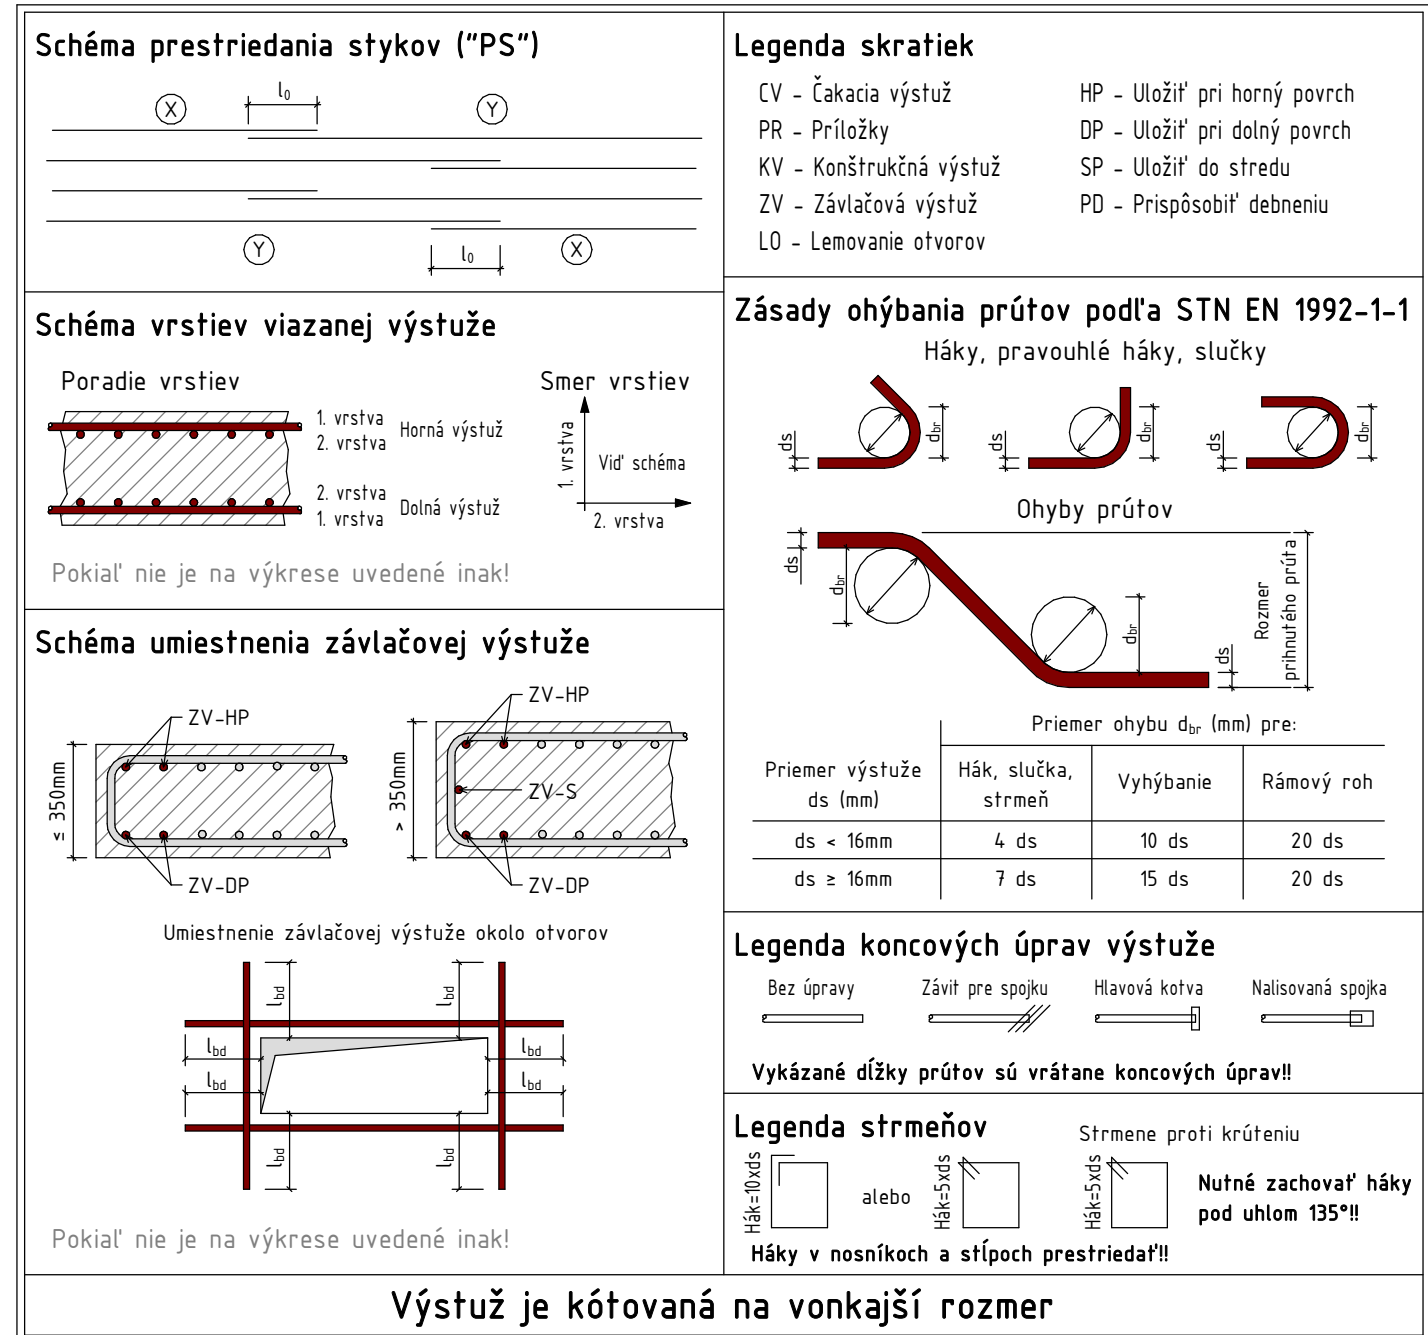 Schéma prestriedania stykov ("PS")
X
l0
Y
Y
l0
X
Schéma vrstiev viazanej výstuže
Poradie vrstiev
1. vrstva
2. vrstva
Horná výstuž
2. vrstva
1. vrstva
Dolná výstuž
Smer vrstiev
1. vrstva
Viď schéma
2. vrstva
Pokiaľ nie je na výkrese uvedené inak!
Schéma umiestnenia závlačovej výstuže
ZV-HP
≤ 350mm
ZV-DP
ZV-HP
> 350mm
ZV-S
ZV-DP
Umiestnenie závlačovej výstuže okolo otvorov
lbd
lbd
lbd
lbd
lbd
lbd
lbd
lbd
Pokiaľ nie je na výkrese uvedené inak!
Legenda skratiek
CV - Čakacia výstuž
PR - Príložky
KV - Konštrukčná výstuž
ZV - Závlačová výstuž
LO - Lemovanie otvorov
HP - Uložiť pri horný povrch
DP - Uložiť pri dolný povrch
SP - Uložiť do stredu
PD - Prispôsobiť debneniu
Zásady ohýbania prútov podľa STN EN 1992-1-1
Háky, pravouhlé háky, slučky
ds
dbr
ds
dbr
ds
dbr
Ohyby prútov
ds
dbr
dbr
ds
Rozmer
prihnutého prúta
Priemer ohybu dbr (mm) pre:
Priemer výstuže
ds (mm)
Hák, slučka,
strmeň
Vyhýbanie
Rámový roh
ds < 16mm
4 ds
10 ds
20 ds
ds ≥ 16mm
7 ds
15 ds
20 ds
Legenda koncových úprav výstuže
Bez úpravy
Závit pre spojku
Hlavová kotva
Nalisovaná spojka
Vykázané dĺžky prútov sú vrátane koncových úprav!!
Legenda strmeňov
Strmene proti krúteniu
Hák=10xds
alebo
Hák=5xds
Hák=5xds
Nutné zachovať háky
pod uhlom 135°!!
Háky v nosníkoch a stĺpoch prestriedať!!
Výstuž je kótovaná na vonkajší rozmer